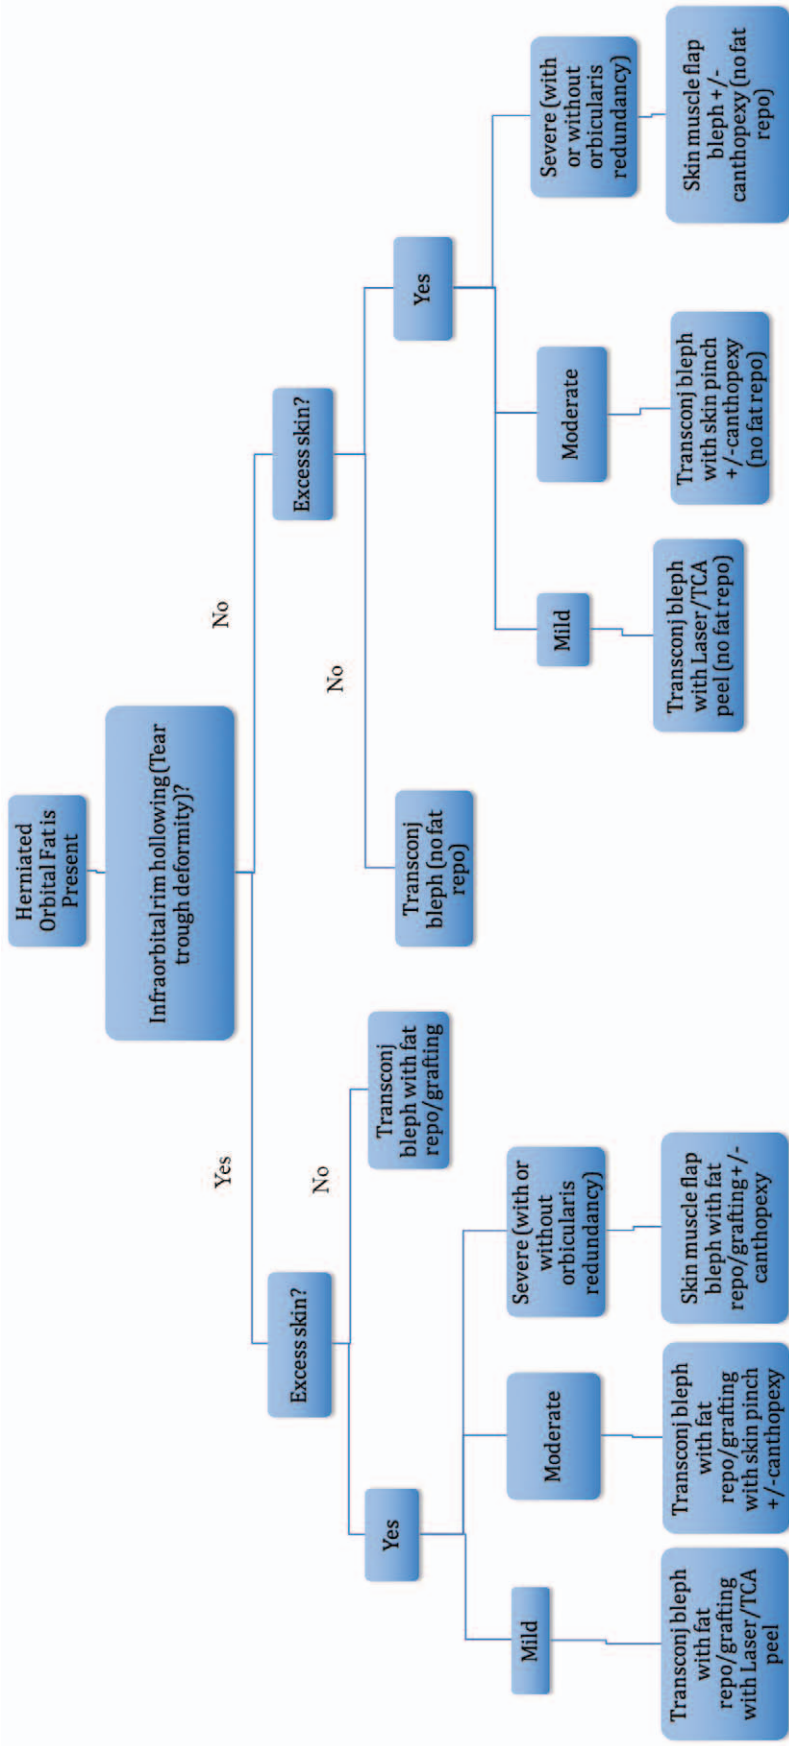 Herniated
Orbital Fat is
Present
Infraorbital rim hollowing (Tear
trough deformity)?
Yes
No
Excess skin?
Excess skin?
No
No
Yes
Transconj
bleph with fat
repo/grafting
Transconj
bleph (no fat
repo)
Yes
Mild
Moderate
Severe (with or
without
orbicularis
redundancy)
Mild
Moderate
Severe (with
or without
orbicularis
redundancy)
Transconj bleph
with fat
repo/grafting
with Laser/TCA
peel
Transconj bleph
with fat
repo/grafting
with skin pinch
+/-canthopexy
Skin muscle flap
bleph with fat
repo/grafting+/-
canthopexy
Transconj bleph
with Laser/TCA
peel (no fat repo)
Transconj bleph
with skin pinch
+/-canthopexy
(no fat repo)
Skin muscle flap
bleph +/-
canthopexy (no fat
repo)